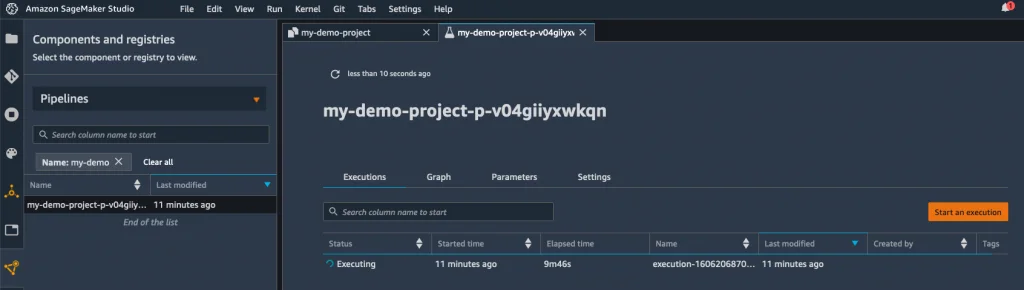 Amazon SageMaker Studio File Edit View Run Kernel Git Tabs Settings Help 1
Components and registries
Select the component or registry to view.
Pipelines
Search column name to start
Name: my-demo Clear all
Name Last modified
my-demo-project-p-v04giiy... 11 minutes ago
End of the list
my-demo-project my-demo-project-p-v04giiyxw
less than 10 seconds ago
my-demo-project-p-v04giiyxwkqn
Executions Graph Parameters Settings
Search column name to start Start an execution
Status Started time Elapsed time Name Last modified Created by Tags
Executing 11 minutes ago 9m46s execution-1606206870... 11 minutes ago